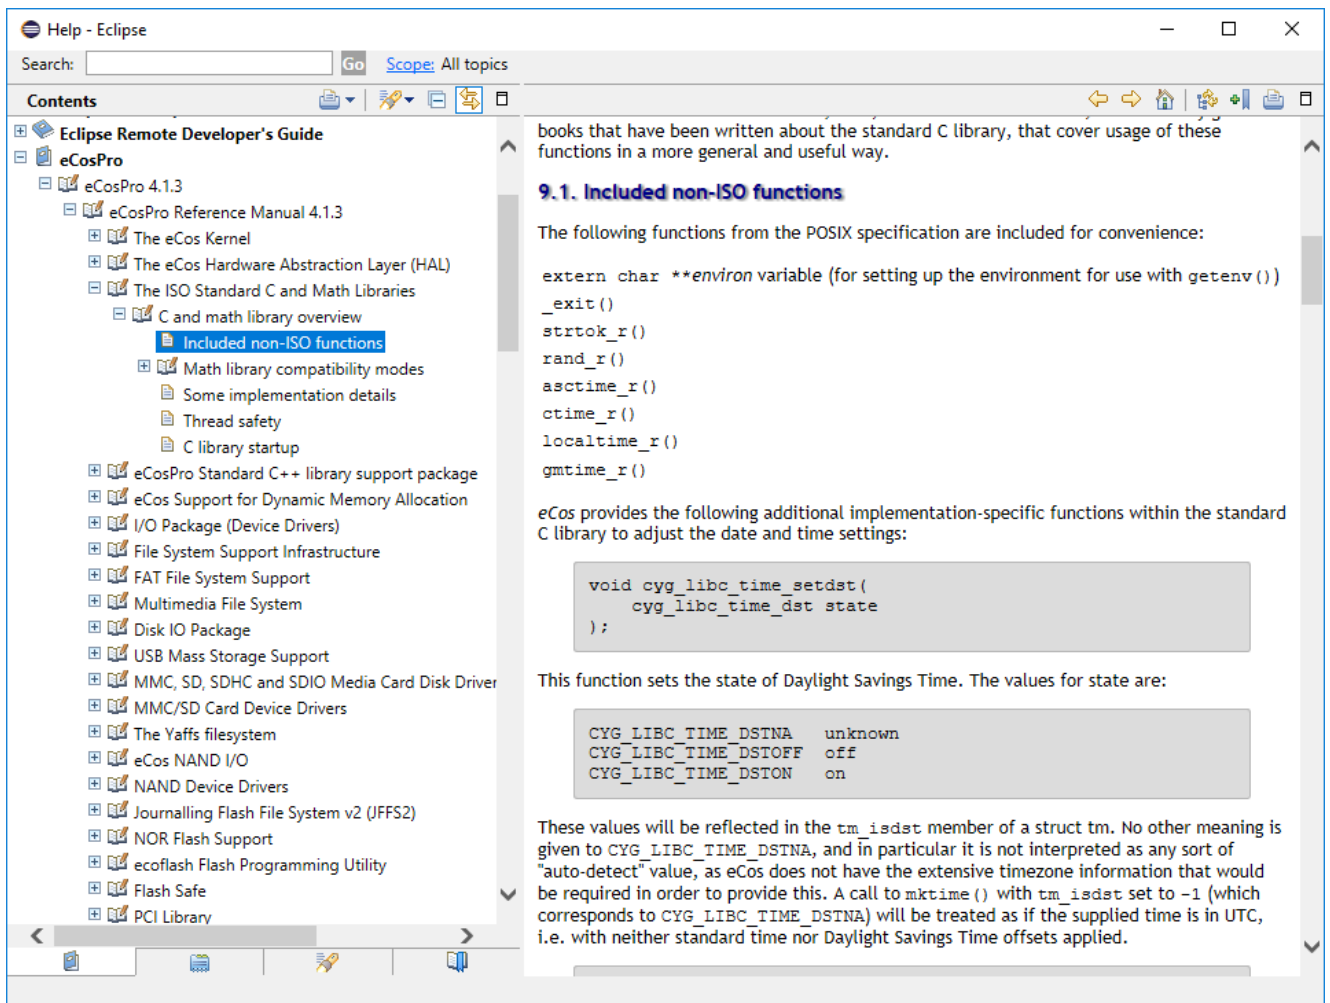 Help - Eclipse
Search:
Go
Scope: All topics
Contents
Eclipse Remote Developer's Guide
eCosPro
eCosPro 4.1.3
eCosPro Reference Manual 4.1.3
The eCos Kernel
The eCos Hardware Abstraction Layer (HAL)
The ISO Standard C and Math Libraries
C and math library overview
Included non-ISO functions
Math library compatibility modes
Some implementation details
Thread safety
C library startup
eCosPro Standard C++ library support package
eCos Support for Dynamic Memory Allocation
I/O Package (Device Drivers)
File System Support Infrastructure
FAT File System Support
Multimedia File System
Disk IO Package
USB Mass Storage Support
MMC, SD, SDHC and SDIO Media Card Disk Driver
MMC/SD Card Device Drivers
The Yaffs filesystem
eCos NAND I/O
NAND Device Drivers
Journalling Flash File System v2 (JFFS2)
NOR Flash Support
ecoflash Flash Programming Utility
Flash Safe
PCI Library
books that have been written about the standard C library, that cover usage of these
functions in a more general and useful way.
9.1. Included non-ISO functions
The following functions from the POSIX specification are included for convenience:
extern char **environ variable (for setting up the environment for use with getenv())
_exit()
strtok_r()
rand_r()
asctime_r()
ctime_r()
localtime_r()
gmtime_r()
eCos provides the following additional implementation-specific functions within the standard
C library to adjust the date and time settings:
void cyg_libc_time_setdst(
cyg_libc_time_dst state
);
This function sets the state of Daylight Savings Time. The values for state are:
CYG_LIBC_TIME_DSTNA unknown
CYG_LIBC_TIME_DSTOFF off
CYG_LIBC_TIME_DSTON on
These values will be reflected in the tm_isdst member of a struct tm. No other meaning is
given to CYG_LIBC_TIME_DSTNA, and in particular it is not interpreted as any sort of
"auto-detect" value, as eCos does not have the extensive timezone information that would
be required in order to provide this. A call to mktime() with tm_isdst set to -1 (which
corresponds to CYG_LIBC_TIME_DSTNA) will be treated as if the supplied time is in UTC,
i.e. with neither standard time nor Daylight Savings Time offsets applied.